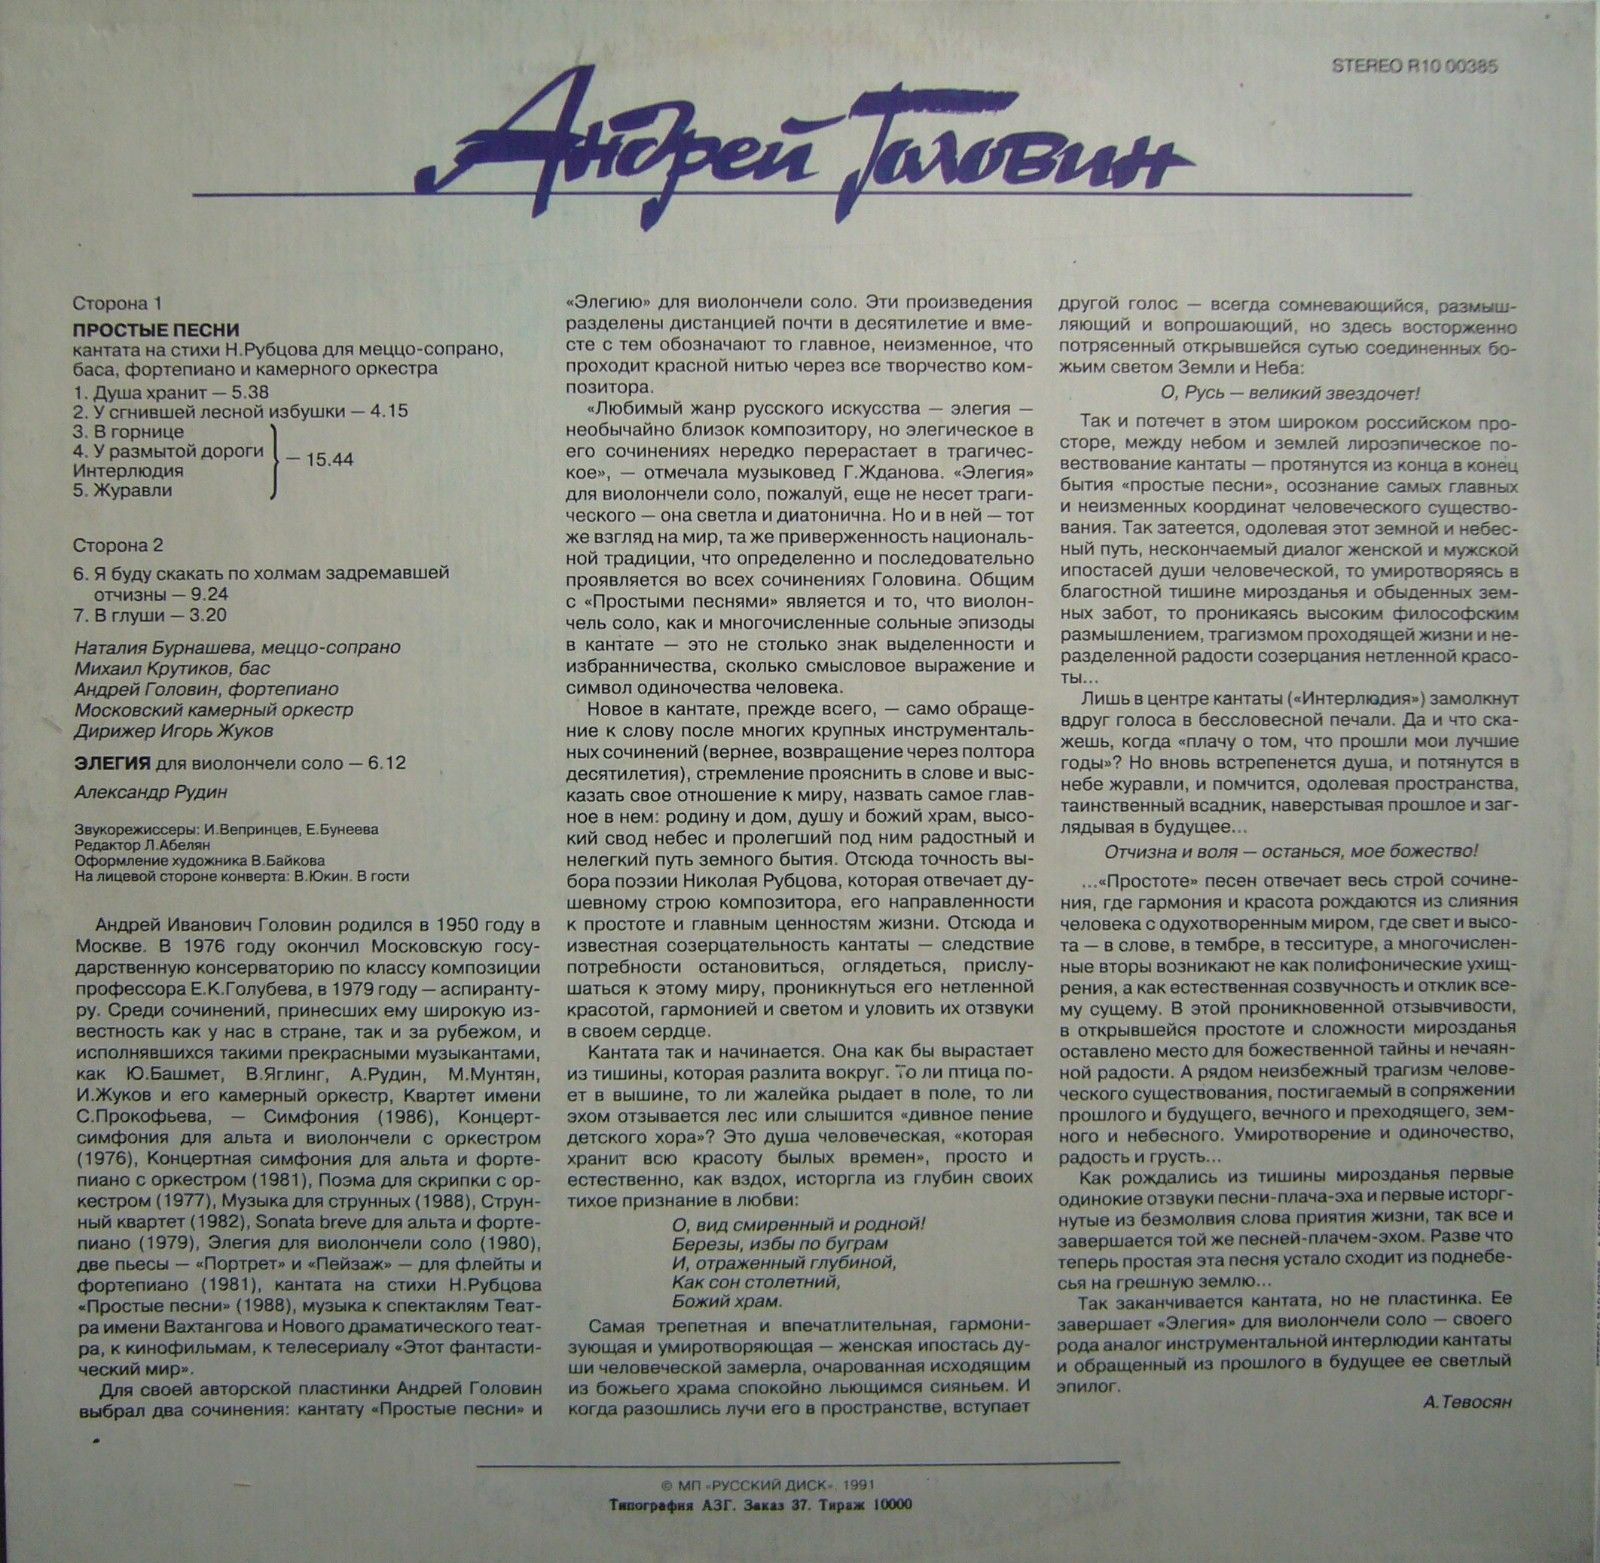 STEREO R10 00385
Андрей Головин
Сторона 1
ПРОСТЫЕ ПЕСНИ
кантата на стихи Н.Рубцова для меццо-сопрано,
баса, фортепиано и камерного оркестра
1. Душа хранит — 5.38
2. У сгнившей лесной избушки — 4.15
3. В горнице
4. У размытой дороги
Интерлюдия
5. Журавли
— 15.44
Сторона 2
6. Я буду скакать по холмам задремавшей
отчизны — 9.24
7. В глуши — 3.20
Наталия Бурнашева, меццо-сопрано
Михаил Крутиков, бас
Андрей Головин, фортепиано
Московский камерный оркестр
Дирижер Игорь Жуков
ЭЛЕГИЯ для виолончели соло — 6.12
Александр Рудин
Звукорежиссеры: И.Вепринцев, Е.Бунеева
Редактор Л.Абелян
Оформление художника В.Байкова
На лицевой стороне конверта: В.Юкин. В гости
Андрей Иванович Головин родился в 1950 году в
Москве. В 1976 году окончил Московскую госу-
дарственную консерваторию по классу композиции
профессора Е.К.Голубева, в 1979 году — аспиранту-
ру. Среди сочинений, принесших ему широкую из-
вестность как у нас в стране, так и за рубежом, и
исполнявшихся такими прекрасными музыкантами,
как Ю.Башмет, В.Яглинг, А.Рудин, М.Мунтян,
И.Жуков и его камерный оркестр, Квартет имени
С.Прокофьева, — Симфония (1986), Концерт-
симфония для альта и виолончели с оркестром
(1976), Концертная симфония для альта и форте-
пиано с оркестром (1981), Поэма для скрипки с ор-
кестром (1977), Музыка для струнных (1988), Струн-
ный квартет (1982), Sonata breve для альта и форте-
пиано (1979), Элегия для виолончели соло (1980),
две пьесы — «Портрет» и «Пейзаж» — для флейты и
фортепиано (1981), кантата на стихи Н.Рубцова
«Простые песни» (1988), музыка к спектаклям Теат-
ра имени Вахтангова и Нового драматического теат-
ра, к кинофильмам, к телесериалу «Этот фантасти-
ческий мир».
Для своей авторской пластинки Андрей Головин
выбрал два сочинения: кантату «Простые песни» и
«Элегию» для виолончели соло. Эти произведения
разделены дистанцией почти в десятилетие и вме-
сте с тем обозначают то главное, неизменное, что
проходит красной нитью через все творчество ком-
позитора.
«Любимый жанр русского искусства — элегия —
необычайно близок композитору, но элегическое в
его сочинениях нередко перерастает в трагичес-
кое», — отмечала музыковед Г.Жданова. «Элегия»
для виолончели соло, пожалуй, еще не несет траги-
ческого — она светла и диатонична. Но и в ней — тот
же взгляд на мир, та же приверженность националь-
ной традиции, что определенно и последовательно
проявляется во всех сочинениях Головина. Общим
с «Простыми песнями» является и то, что виолон-
чель соло, как и многочисленные сольные эпизоды
в кантате — это не столько знак выделенности и
избранничества, сколько смысловое выражение и
символ одиночества человека.
Новое в кантате, прежде всего, — само обраще-
ние к слову после многих крупных инструменталь-
ных сочинений (вернее, возвращение через полтора
десятилетия), стремление прояснить в слове и выс-
казать свое отношение к миру, назвать самое глав-
ное в нем: родину и дом, душу и божий храм, высо-
кий свод небес и пролегший под ним радостный и
нелегкий путь земного бытия. Отсюда точность вы-
бора поэзии Николая Рубцова, которая отвечает ду-
шевному строю композитора, его направленности
к простоте и главным ценностям жизни. Отсюда и
известная созерцательность кантаты — следствие
потребности остановиться, оглядеться, прислу-
шаться к этому миру, проникнуться его нетленной
красотой, гармонией и светом и уловить их отзвуки
в своем сердце.
Кантата так и начинается. Она как бы вырастает
из тишины, которая разлита вокруг. То ли птица по-
ет в вышине, то ли жалейка рыдает в поле, то ли
эхом отзывается лес или слышится «дивное пение
детского хора»? Это душа человеческая, «которая
хранит всю красоту былых времен», просто и
естественно, как вздох, исторгла из глубин своих
тихое признание в любви:
О, вид смиренный и родной!
Березы, избы по буграм
И, отраженный глубиной,
Как сон столетний,
Божий храм.
Самая трепетная и впечатлительная, гармони-
зующая и умиротворяющая — женская ипостась ду-
ши человеческой замерла, очарованная исходящим
из божьего храма спокойно льющимся сияньем. И
когда разошлись лучи его в пространстве, вступает
другой голос — всегда сомневающийся, размыш-
ляющий и вопрошающий, но здесь восторженно
потрясенный открывшейся сутью соединенных бо-
жьим светом Земли и Неба:
О, Русь — великий звездочет!
Так и потечет в этом широком российском про-
сторе, между небом и землей лироэпическое по-
вествование кантаты — протянутся из конца в конец
бытия «простые песни», осознание самых главных
и неизменных координат человеческого существо-
вания. Так затеется, одолевая этот земной и небес-
ный путь, нескончаемый диалог женской и мужской
ипостасей души человеческой, то умиротворяясь в
благостной тишине мирозданья и обыденных зем-
ных забот, то проникаясь высоким философским
размышлением, трагизмом проходящей жизни и не-
разделенной радости созерцания нетленной красо-
ты...
Лишь в центре кантаты («Интерлюдия») замолкнут
вдруг голоса в бессловесной печали. Да и что ска-
жешь, когда «плачу о том, что прошли мои лучшие
годы»? Но вновь встрепенется душа, и потянутся в
небе журавли, и помчится, одолевая пространства,
таинственный всадник, наверстывая прошлое и заг-
лядывая в будущее...
Отчизна и воля — останься, мое божество!
...«Простоте» песен отвечает весь строй сочине-
ния, где гармония и красота рождаются из слияния
человека с одухотворенным миром, где свет и высо-
та — в слове, в тембре, в тесситуре, а многочислен-
ные вторы возникают не как полифонические ухищ-
рения, а как естественная созвучность и отклик все-
му сущему. В этой проникновенной отзывчивости,
в открывшейся простоте и сложности мирозданья
оставлено место для божественной тайны и нечаян-
ной радости. А рядом неизбежный трагизм челове-
ческого существования, постигаемый в сопряжении
прошлого и будущего, вечного и преходящего, зем-
ного и небесного. Умиротворение и одиночество,
радость и грусть...
Как рождались из тишины мирозданья первые
одинокие отзвуки песни-плача-эха и первые исторг-
нутые из безмолвия слова приятия жизни, так все и
завершается той же песней-плачем-эхом. Разве что
теперь простая эта песня устало сходит из поднебе-
сья на грешную землю...
Так заканчивается кантата, но не пластинка. Ее
завершает «Элегия» для виолончели соло — своего
рода аналог инструментальной интерлюдии кантаты
и обращенный из прошлого в будущее ее светлый
эпилог.
А.Тевосян
© МП «РУССКИЙ ДИСК», 1991
Типография АЗГ. Заказ 37. Тираж 10000